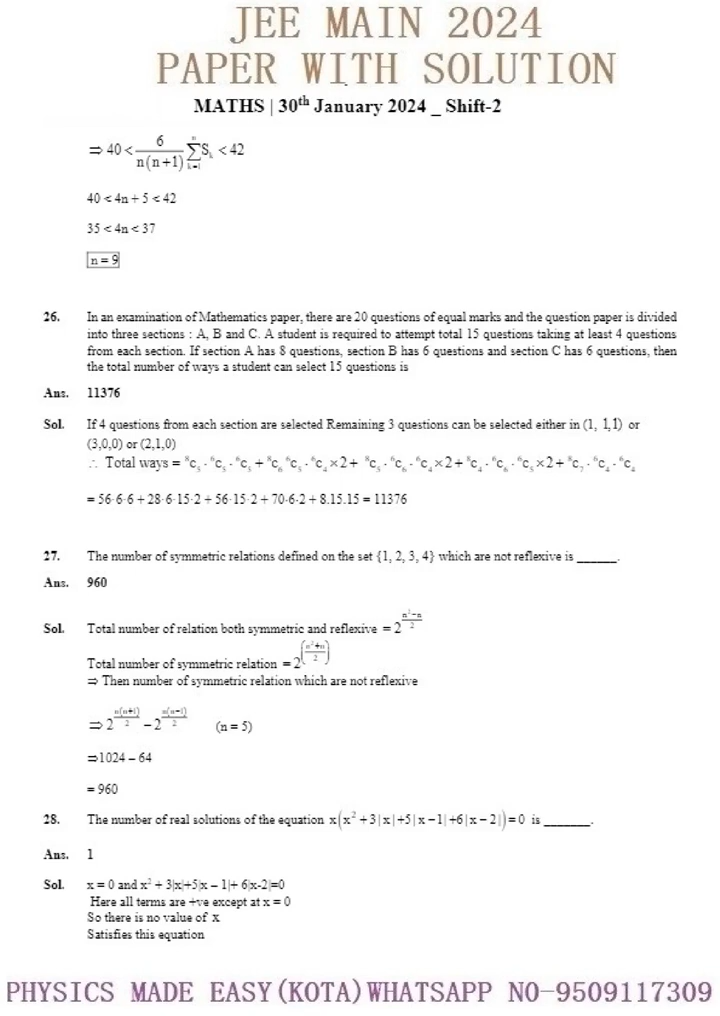 JEE MAIN 2024
PAPER WITH SOLUTION
MATHS | 30th January 2024 _ Shift-2
⇒ 40 < 6/(n(n+1)) ∑ Sₖ < 42
40 < 4n + 5 < 42
35 < 4n < 37
n = 9
26. In an examination of Mathematics paper, there are 20 questions of equal marks and the question paper is divided
into three sections : A, B and C. A student is required to attempt total 15 questions taking at least 4 questions
from each section. If section A has 8 questions, section B has 6 questions and section C has 6 questions, then
the total number of ways a student can select 15 questions is
Ans. 11376
Sol. If 4 questions from each section are selected Remaining 3 questions can be selected either in (1, 1,1) or
(3,0,0) or (2,1,0)
∴ Total ways = ⁸c₅ · ⁶c₅ · ⁶c₅ + ⁸c₆ · ⁶c₅ · ⁶c₄ ×2 + ⁸c₅ · ⁶c₆ · ⁶c₄ ×2 + ⁸c₄ · ⁶c₆ · ⁶c₅ ×2 + ⁸c₇ · ⁶c₄ · ⁶c₄
= 56·6·6 + 28·6·15·2 + 56·15·2 + 70·6·2 + 8.15.15 = 11376
27. The number of symmetric relations defined on the set {1, 2, 3, 4} which are not reflexive is ______.
Ans. 960
Sol. Total number of relation both symmetric and reflexive = 2^((n²−n)/2)
Total number of symmetric relation = 2^((n²+n)/2)
⇒ Then number of symmetric relation which are not reflexive
⇒ 2^(n(n+1)/2) − 2^(n(n−1)/2) (n = 5)
⇒1024 – 64
= 960
28. The number of real solutions of the equation x(x² + 3|x| +5|x −1| +6|x − 2|) = 0 is _______.
Ans. 1
Sol. x = 0 and x² + 3|x|+5|x – 1|+ 6|x-2|=0
Here all terms are +ve except at x = 0
So there is no value of x
Satisfies this equation
PHYSICS MADE EASY(KOTA)WHATSAPP NO-9509117309